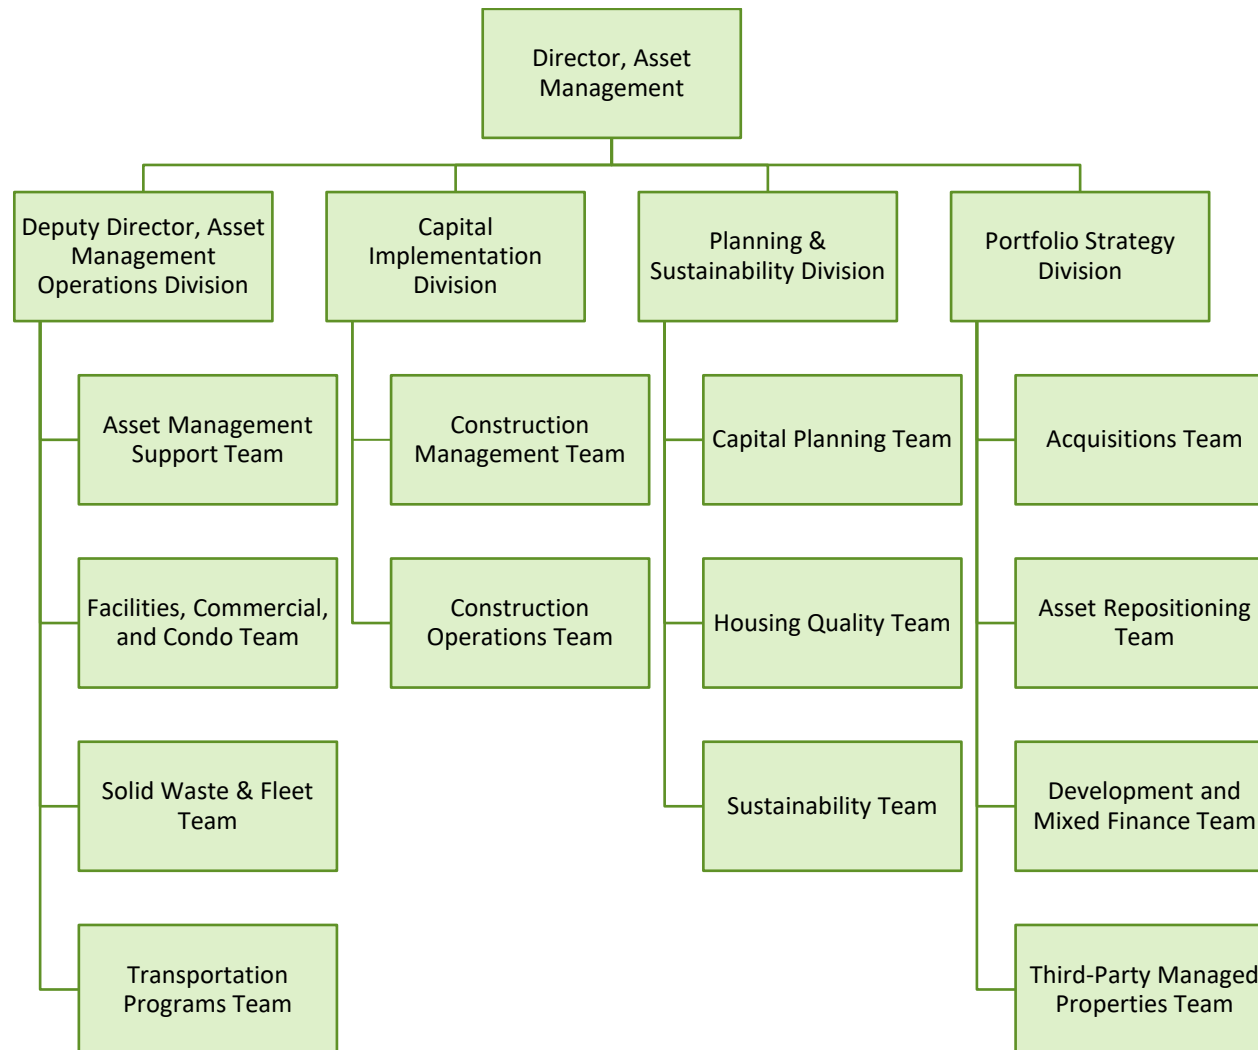 Director, Asset
Management
Deputy Director, Asset
Management
Operations Division
Capital
Implementation
Division
Planning &
Sustainability Division
Portfolio Strategy
Division
Asset Management
Support Team
Facilities, Commercial,
and Condo Team
Solid Waste & Fleet
Team
Transportation
Programs Team
Construction
Management Team
Construction
Operations Team
Capital Planning Team
Housing Quality Team
Sustainability Team
Acquisitions Team
Asset Repositioning
Team
Development and
Mixed Finance Team
Third-Party Managed
Properties Team